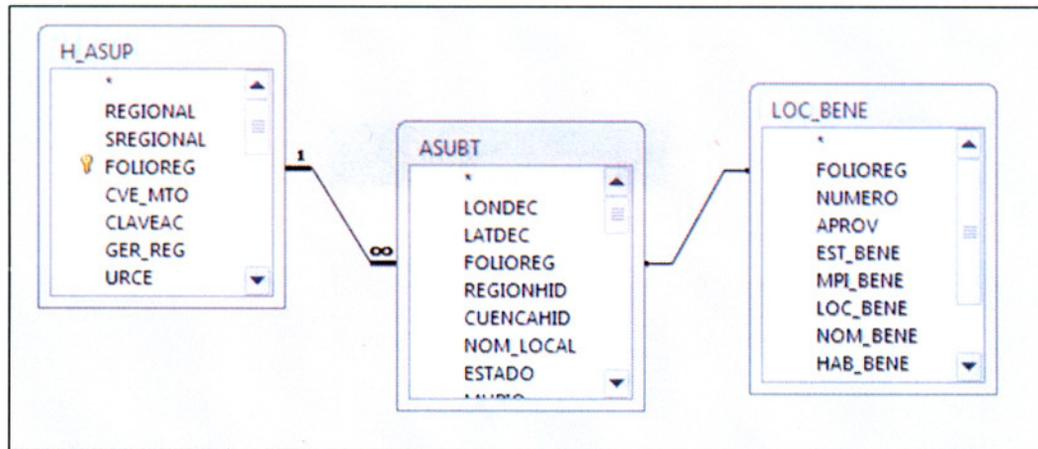 H_ASUP
*
REGIONAL
SREGIONAL
FOLIOREG
CVE_MTO
CLAVEAC
GER_REG
URCE
1
∞
ASUBT
*
LONDEC
LATDEC
FOLIOREG
REGIONHID
CUENCAHID
NOM_LOCAL
ESTADO
LOC_BENE
*
FOLIOREG
NUMERO
APROV
EST_BENE
MPI_BENE
LOC_BENE
NOM_BENE
HAB_BENE